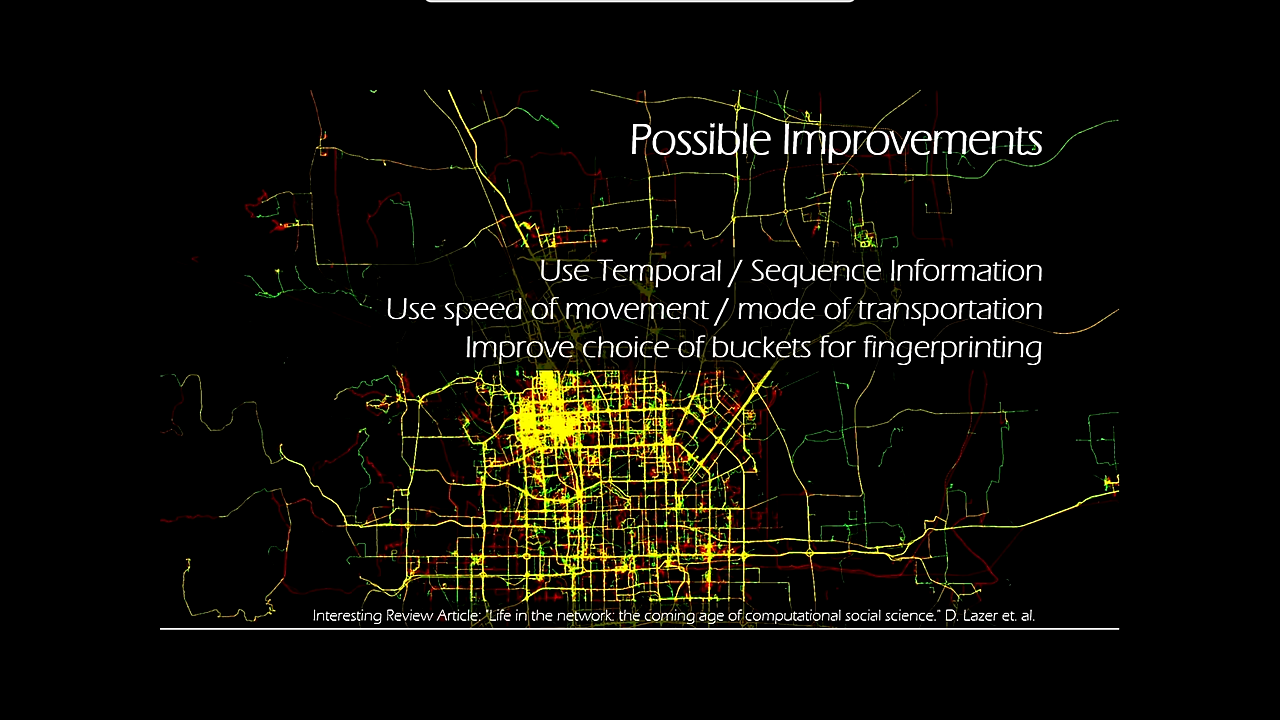 Possible Improvements
Use Temporal / Sequence Information
Use speed of movement / mode of transportation
Improve choice of buckets for fingerprinting
Interesting Review Article: "Life in the network: the coming age of computational social science." D. Lazer et. al.